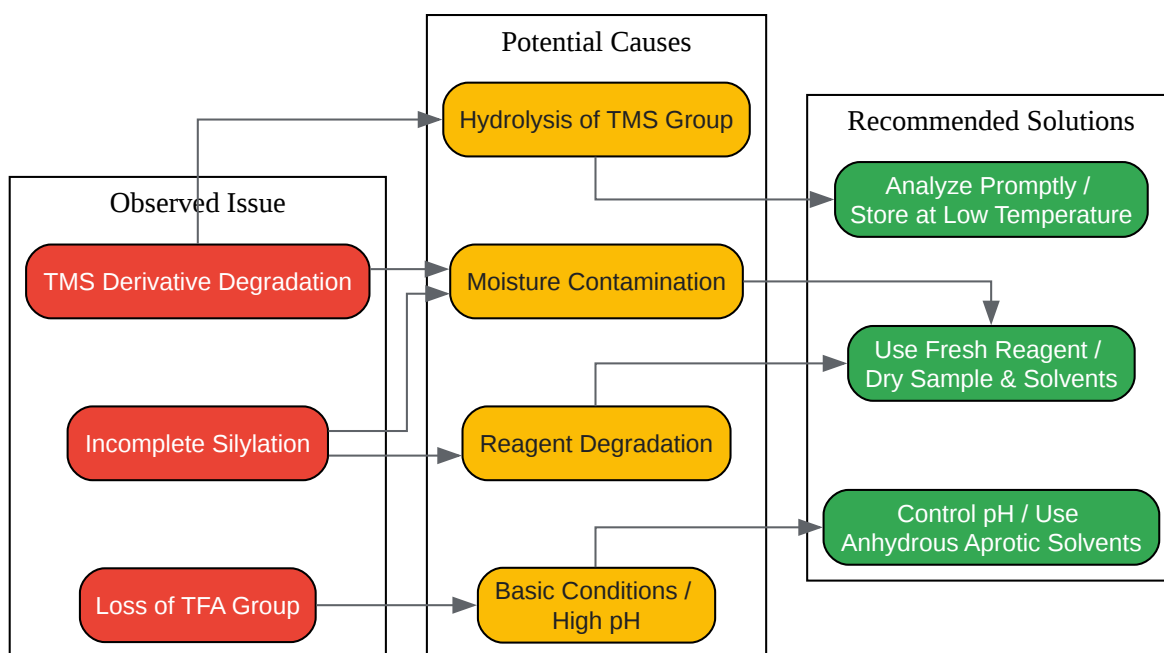 Observed Issue
TMS Derivative Degradation
Incomplete Silylation
Loss of TFA Group
Potential Causes
Hydrolysis of TMS Group
Moisture Contamination
Reagent Degradation
Basic Conditions /
High pH
Recommended Solutions
Analyze Promptly /
Store at Low Temperature
Use Fresh Reagent /
Dry Sample & Solvents
Control pH / Use
Anhydrous Aprotic Solvents